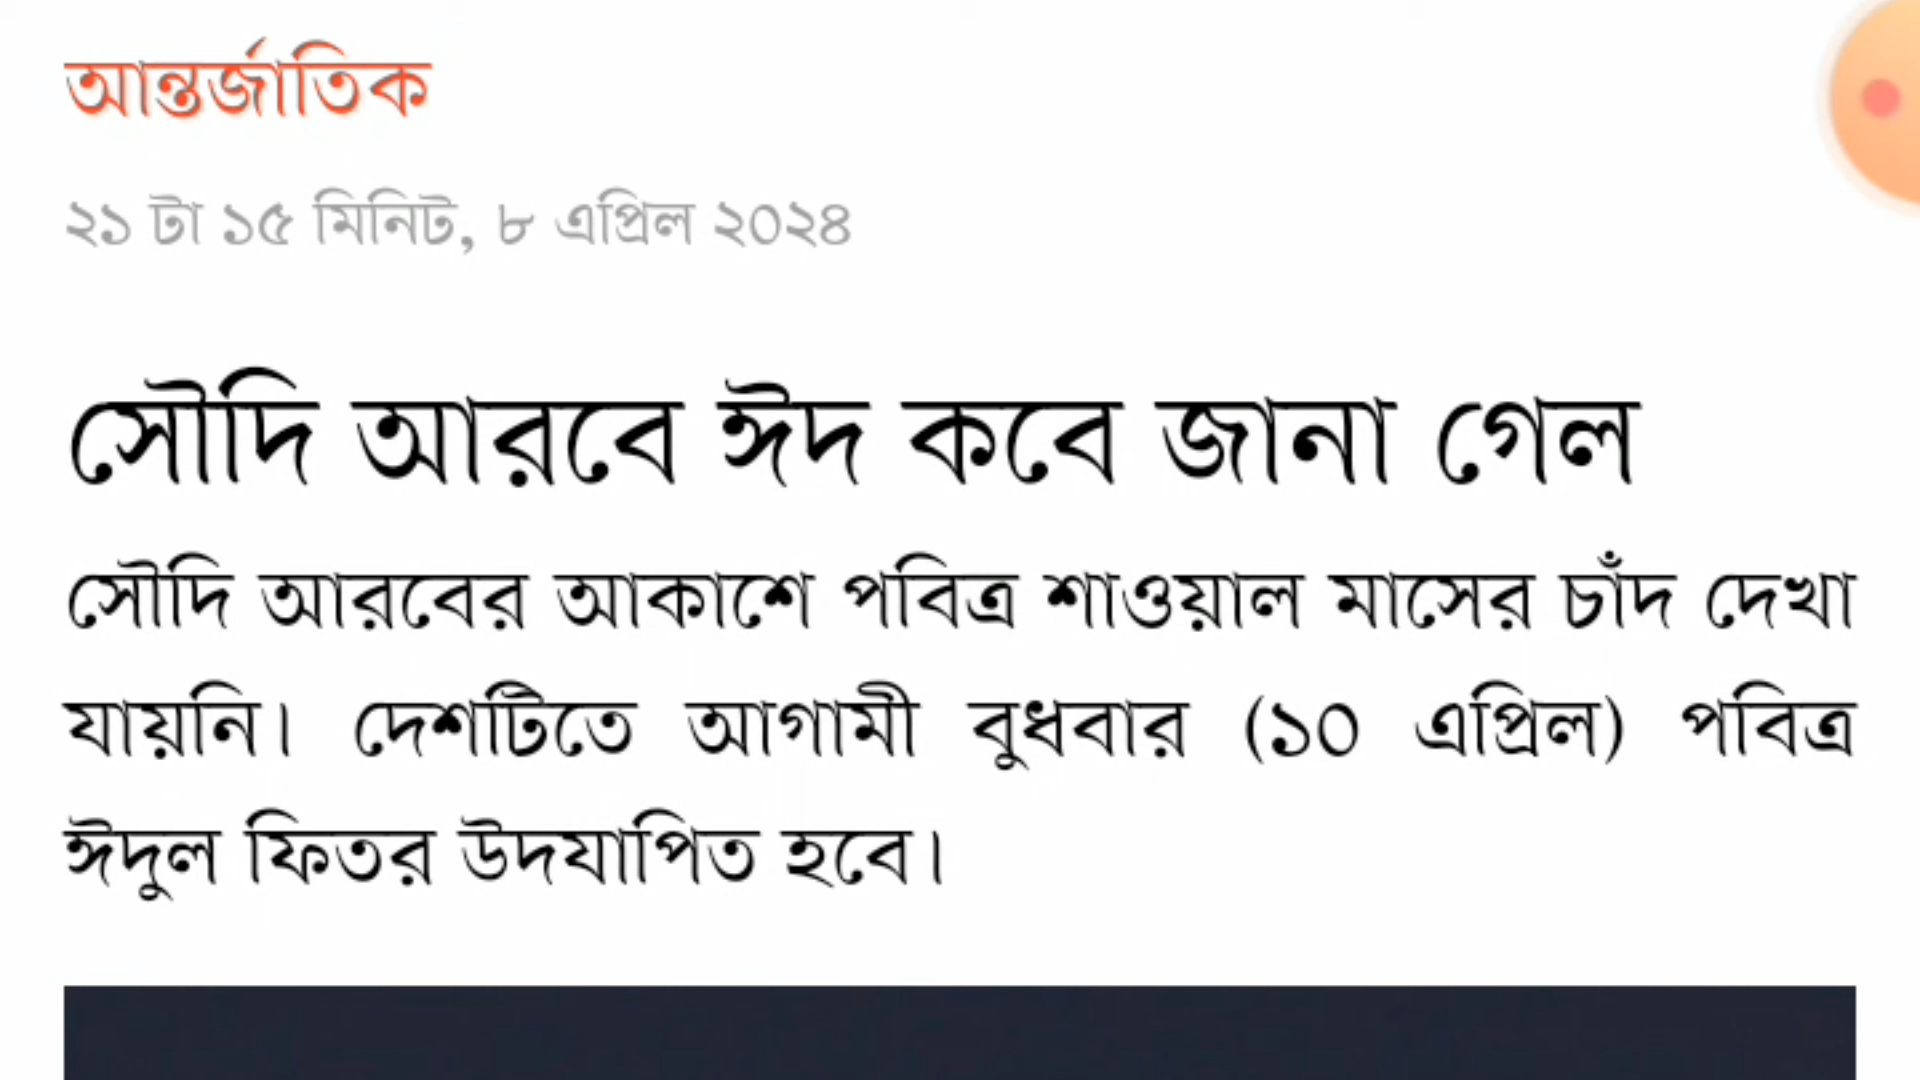 আন্তর্জাতিক
২১ টা ১৫ মিনিট, ৮ এপ্রিল ২০২৪
সৌদি আরবে ঈদ কবে জানা গেল
সৌদি আরবের আকাশে পবিত্র শাওয়াল মাসের চাঁদ দেখা
যায়নি। দেশটিতে আগামী বুধবার (১০ এপ্রিল) পবিত্র
ঈদুল ফিতর উদযাপিত হবে।